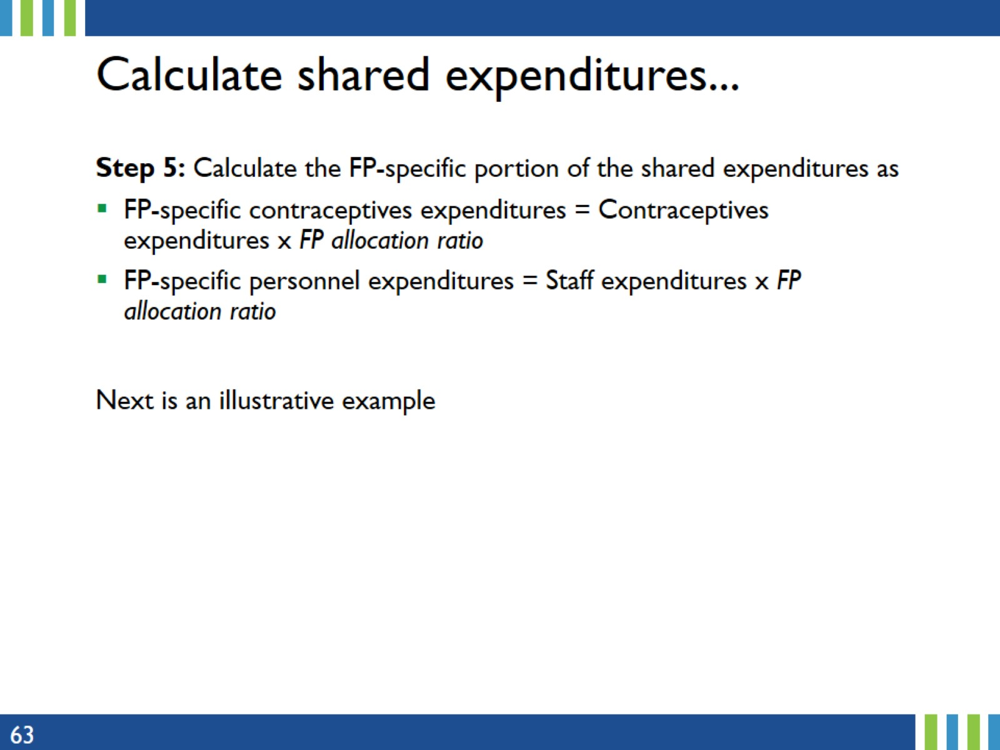 Calculate shared expenditures...
Step 5: Calculate the FP-specific portion of the shared expenditures as
▪ FP-specific contraceptives expenditures = Contraceptives
expenditures x FP allocation ratio
▪ FP-specific personnel expenditures = Staff expenditures x FP
allocation ratio
Next is an illustrative example
63